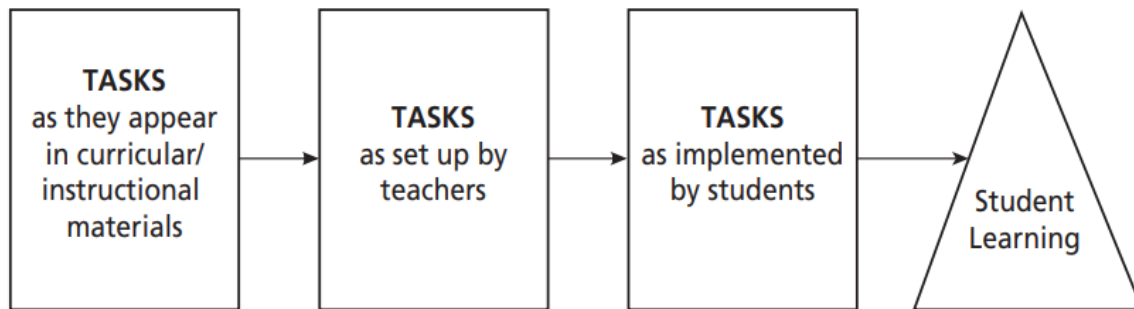 TASKS
as they appear
in curricular/
instructional
materials
TASKS
as set up by
teachers
TASKS
as implemented
by students
Student
Learning